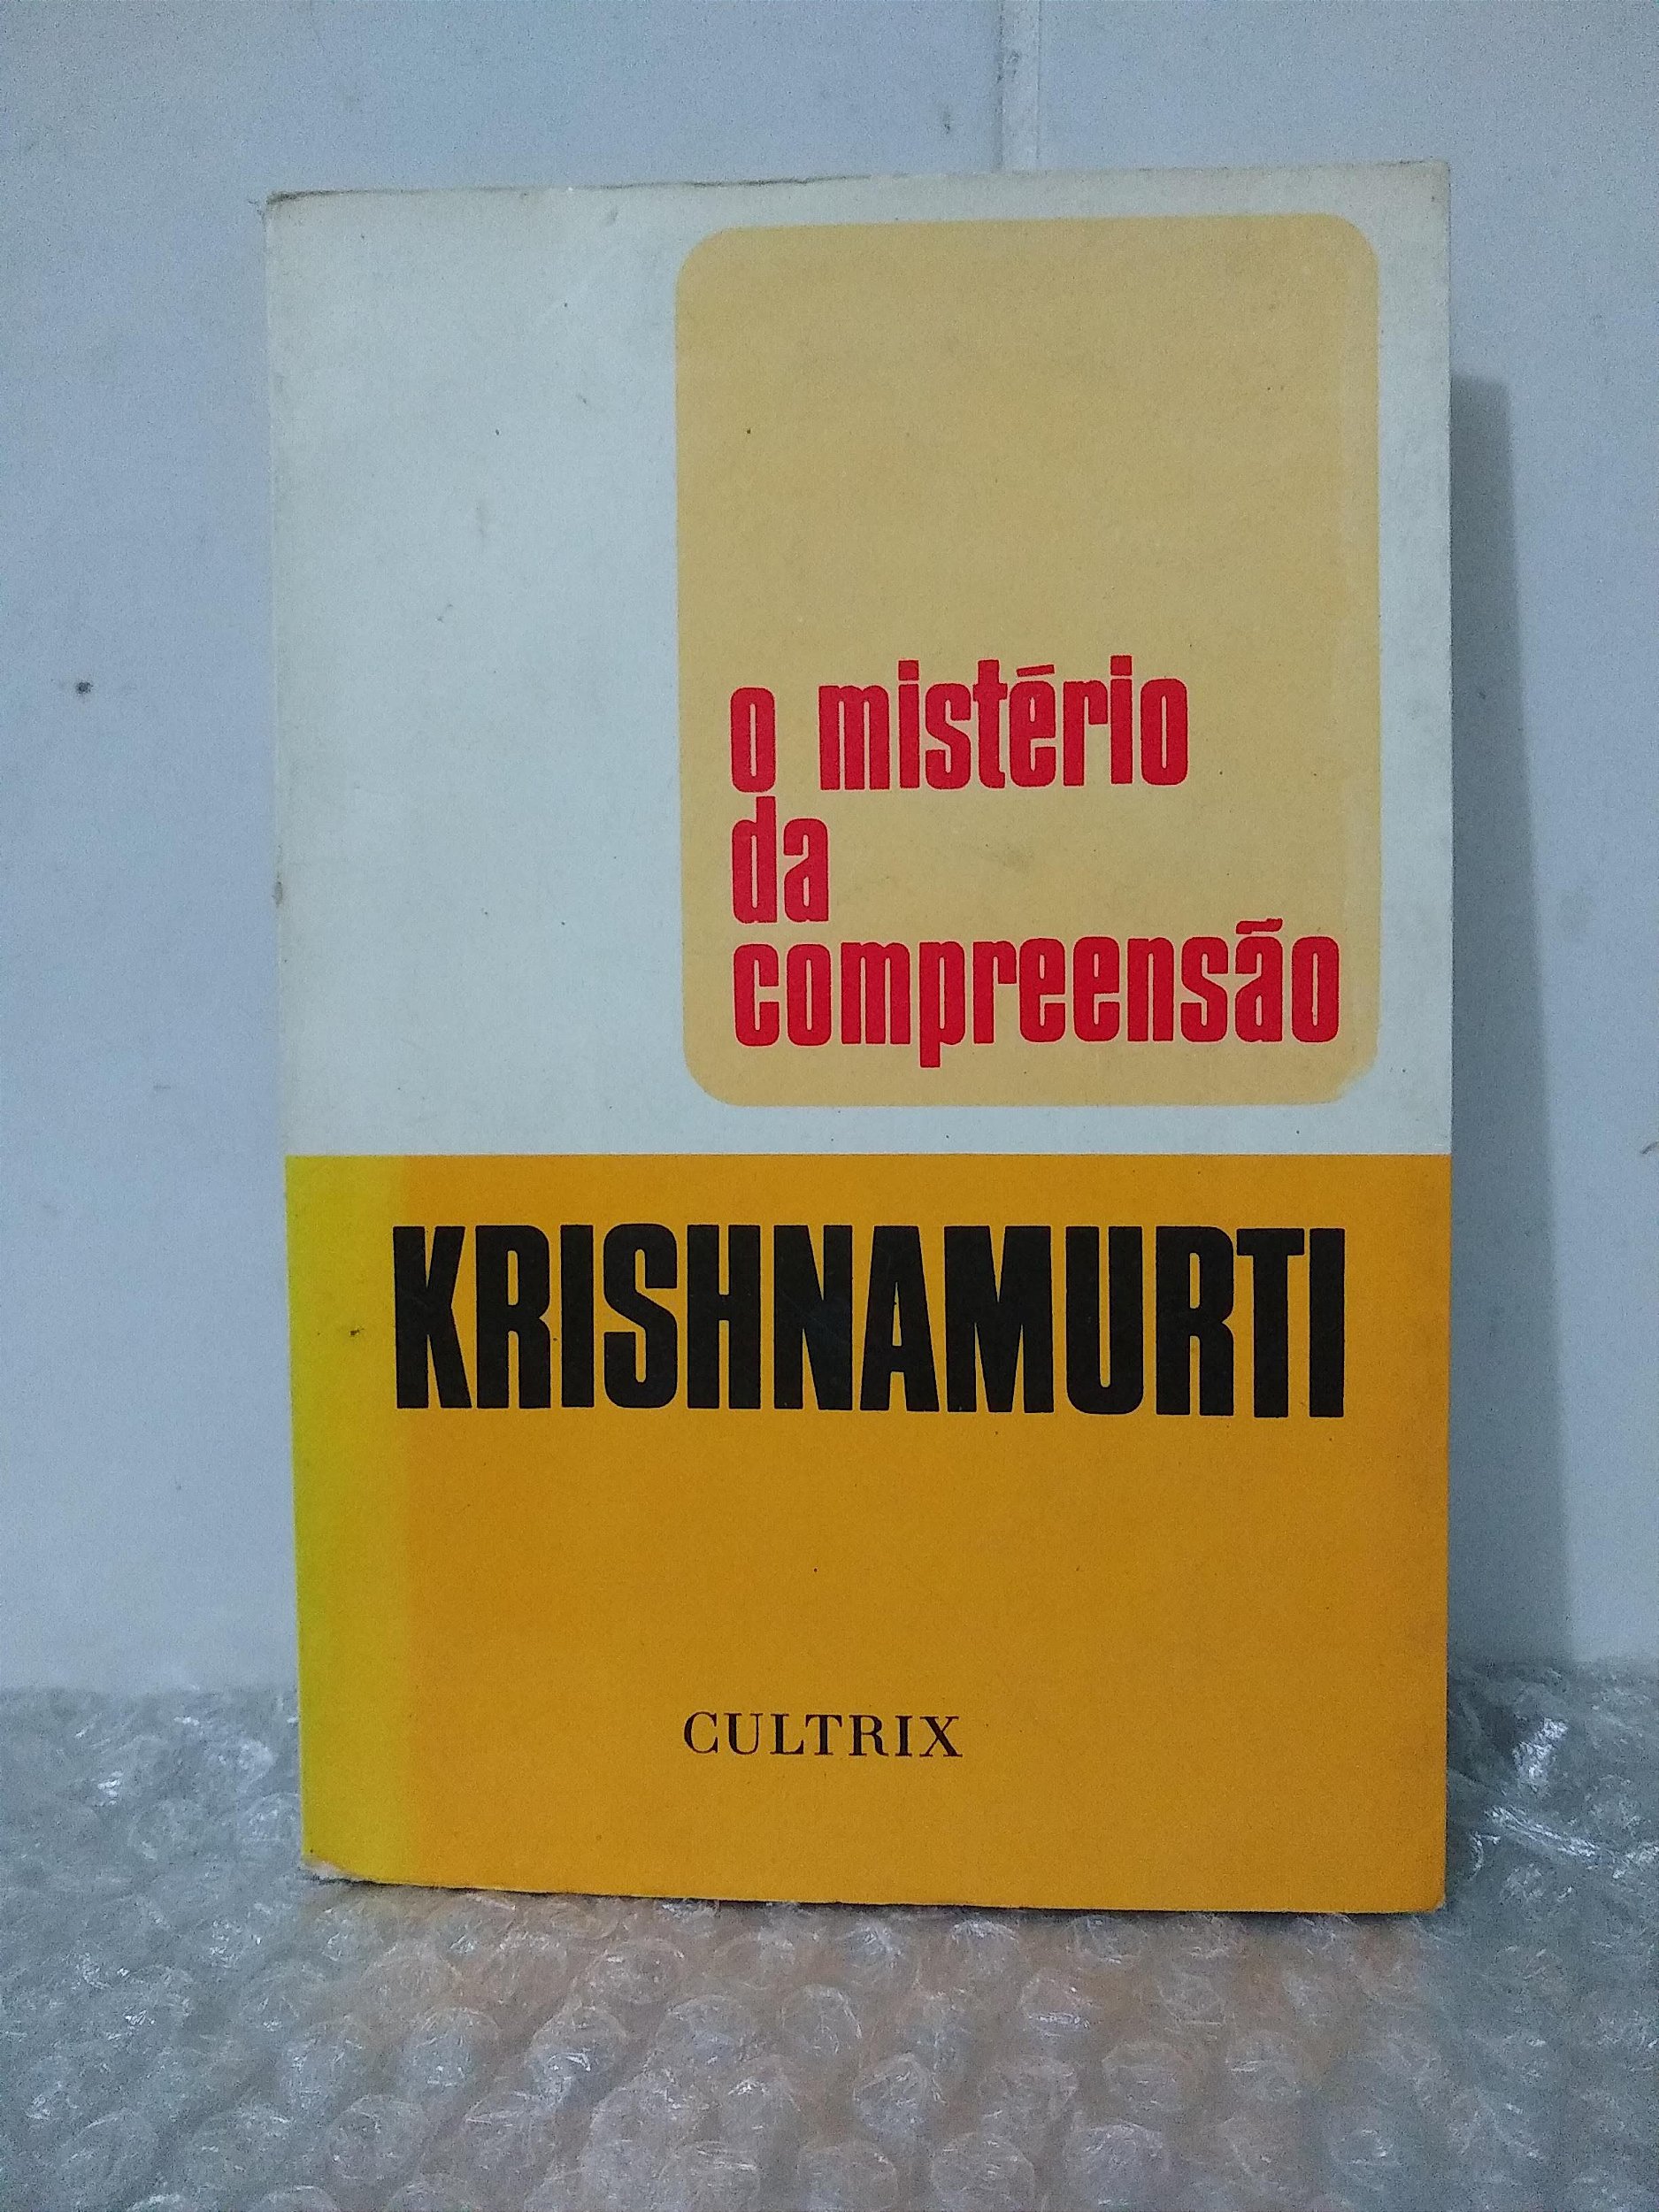 o mistério
da
compreensão
KRISHNAMURTI
CULTRIX